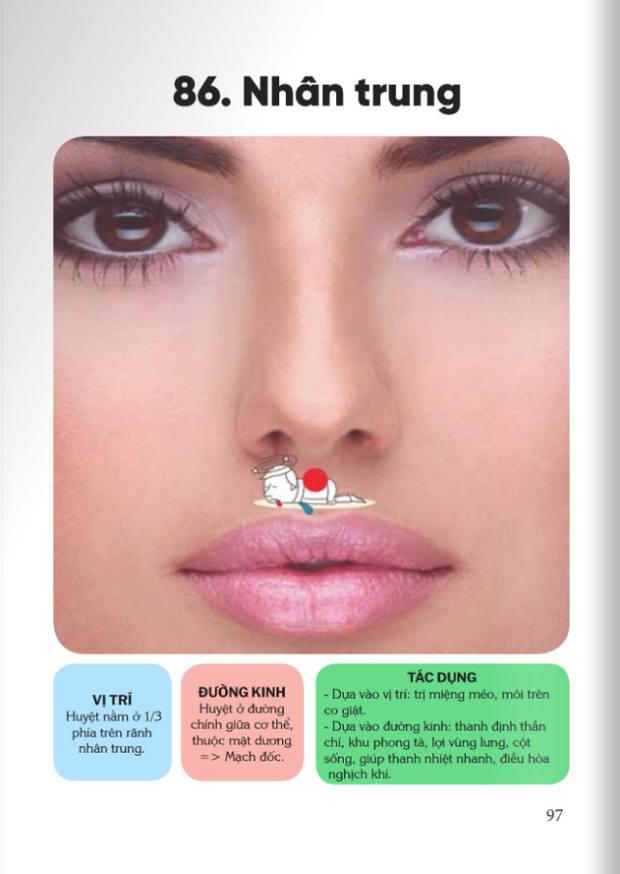 86. Nhân trung
VỊ TRÍ
Huyệt nằm ở 1/3
phía trên rãnh
nhân trung.
ĐƯỜNG KINH
Huyệt ở đường
chính giữa cơ thể,
thuộc mặt dương
=> Mạch đốc.
TÁC DỤNG
- Dựa vào vị trí: trị miệng méo, môi trên
co giật.
- Dựa vào đường kinh: thanh định thần
chí, khu phong tà, lợi vùng lưng, cột
sống, giúp thanh nhiệt nhanh, điều hòa
nghịch khí.
97